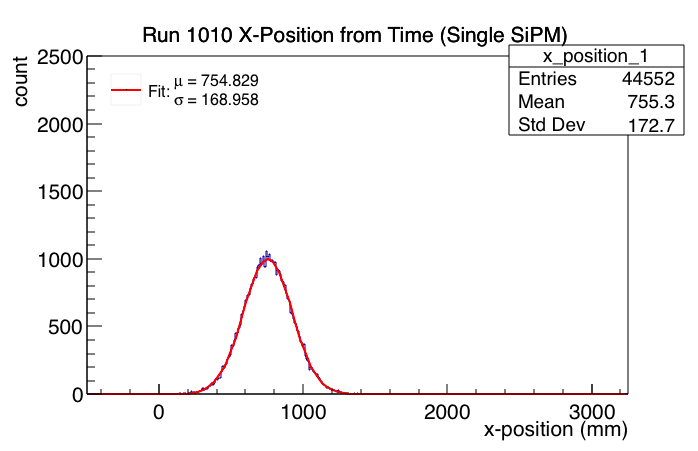 Run 1010 X-Position from Time (Single SiPM)
x_position_1
Entries 44552
Mean 755.3
Std Dev 172.7
Fit: μ = 754.829
σ = 168.958
count
2500
2000
1500
1000
500
0
0 1000 2000 3000
x-position (mm)